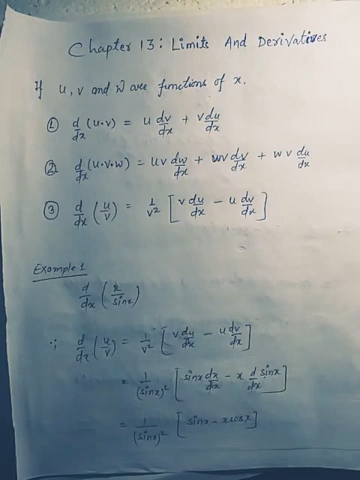 Chapter 13: Limits And Derivatives
If u, v and w are functions of x.
① d/dx (u·v) = u dv/dx + v du/dx
② d/dx (u·v·w) = uv dw/dx + wv dv/dx + wv du/dx
③ d/dx (u/v) = 1/v² [v du/dx − u dv/dx]
Example 1
d/dx (x/sinx)
∵ d/dx (u/v) = 1/v² [v du/dx − u dv/dx]
= 1/(sinx)² [sinx dx/dx − x d/dx sinx]
= 1/(sinx)² [sinx − xcosx]